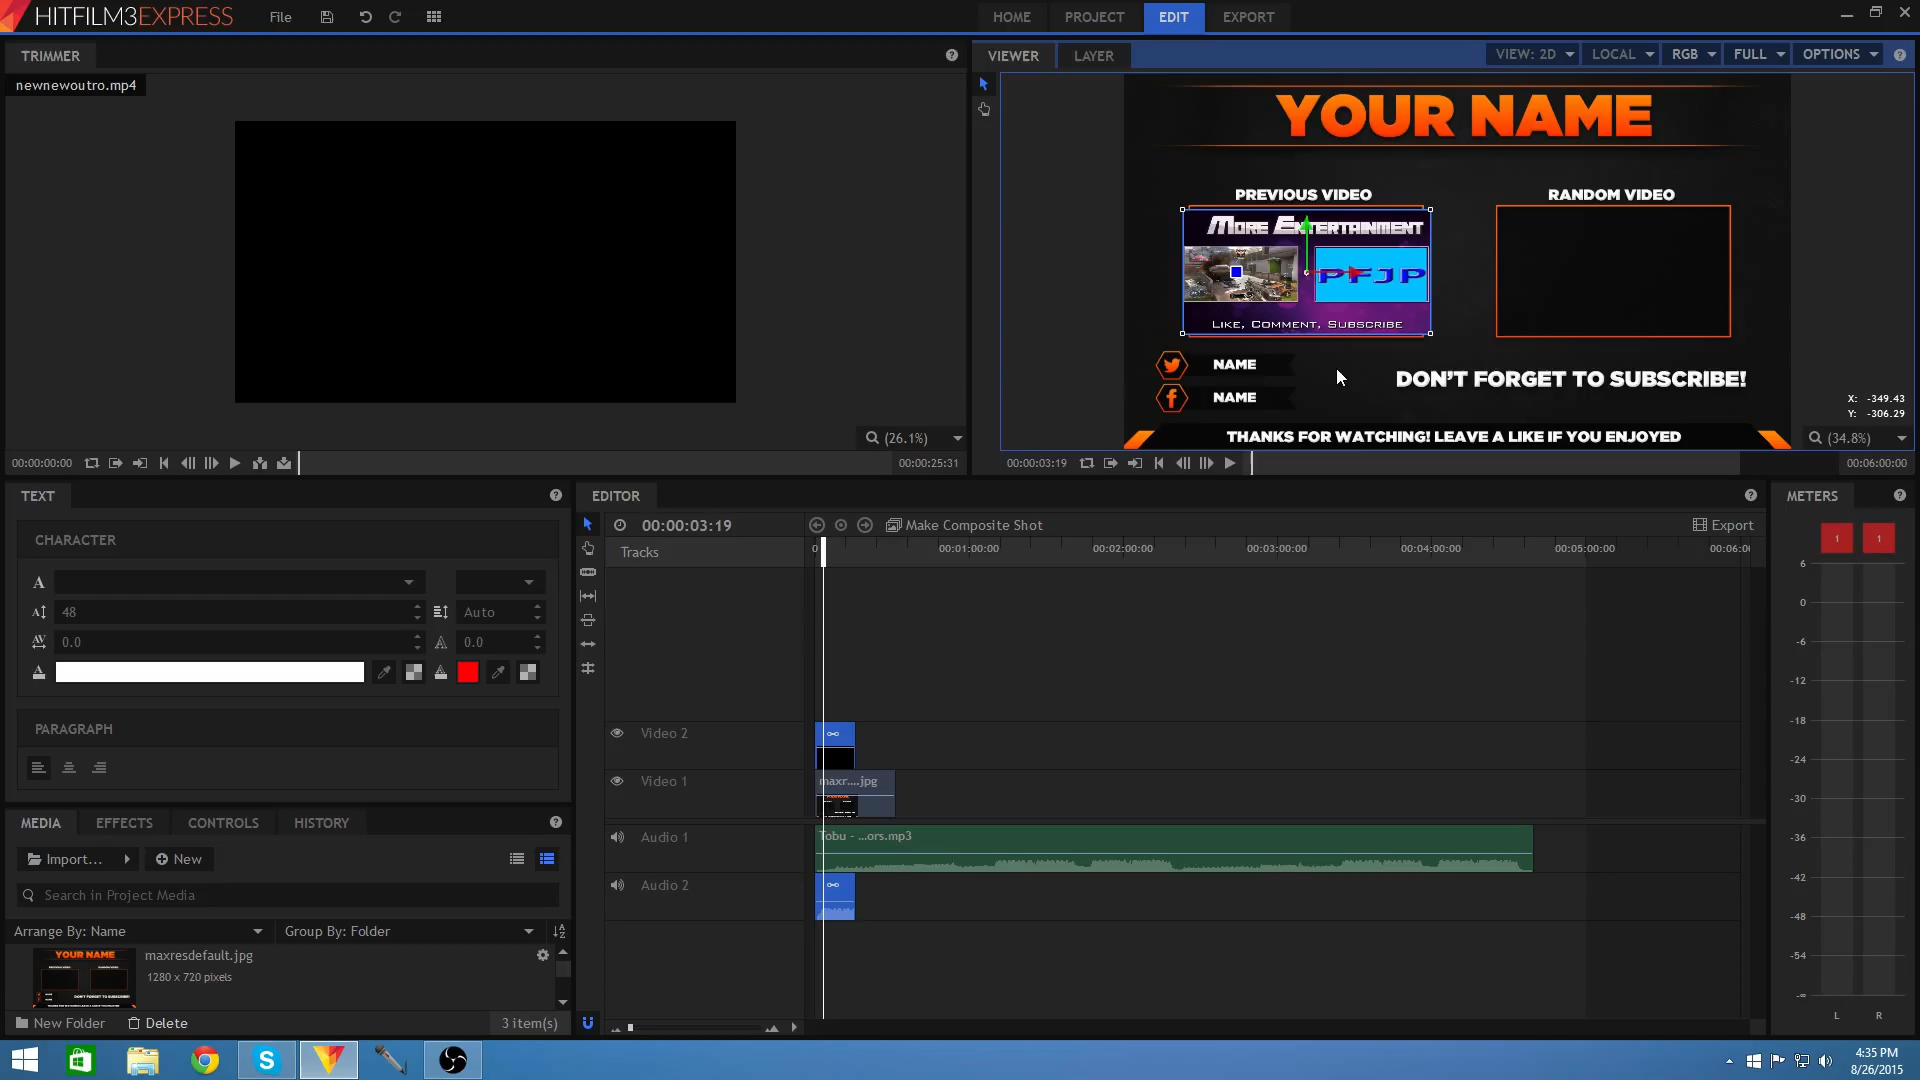 HITFILM3EXPRESS
File
HOME
PROJECT
EDIT
EXPORT
TRIMMER
newnewoutro.mp4
(26.1%)
00:00:00:00
00:00:25:31
VIEWER
LAYER
VIEW: 2D
LOCAL
RGB
FULL
OPTIONS
YOUR NAME
PREVIOUS VIDEO
RANDOM VIDEO
MORE ENTERTAINMENT
PFJP
LIKE, COMMENT, SUBSCRIBE
NAME
NAME
DON'T FORGET TO SUBSCRIBE!
THANKS FOR WATCHING! LEAVE A LIKE IF YOU ENJOYED
X: -349.43
Y: -306.29
(34.8%)
00:00:03:19
00:06:00:00
TEXT
CHARACTER
48
Auto
0.0
0.0
PARAGRAPH
MEDIA
EFFECTS
CONTROLS
HISTORY
Import...
New
Search in Project Media
Arrange By: Name
Group By: Folder
maxresdefault.jpg
1280 x 720 pixels
New Folder
Delete
3 item(s)
EDITOR
00:00:03:19
Make Composite Shot
Export
Tracks
0
00:01:00:00
00:02:00:00
00:03:00:00
00:04:00:00
00:05:00:00
00:06:0
Video 2
Video 1
maxr....jpg
Audio 1
Tobu - ...ors.mp3
Audio 2
METERS
1
1
6
0
-6
-12
-18
-24
-30
-36
-42
-48
-54
-∞
L
R
4:35 PM
8/26/2015